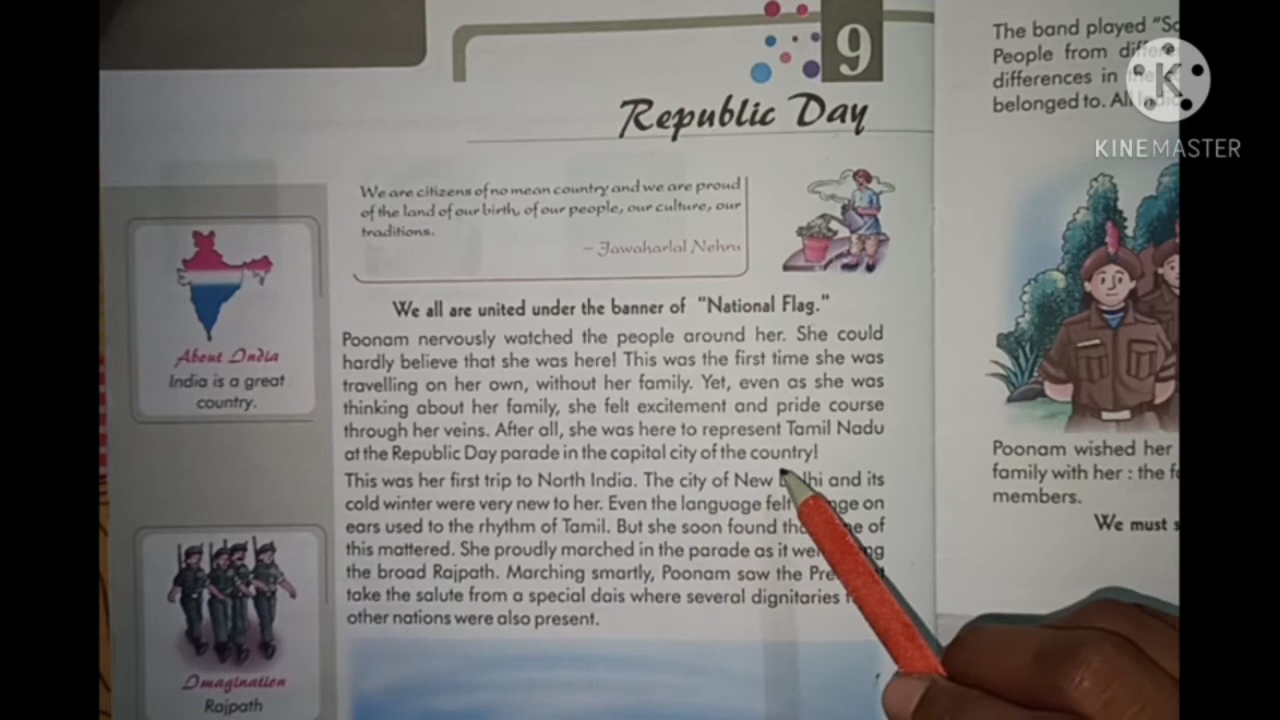 9
Republic Day
We are citizens of no mean country and we are proud
of the land of our birth, of our people, our culture, our
traditions.
– Jawaharlal Nehru
We all are united under the banner of "National Flag."
Poonam nervously watched the people around her. She could
hardly believe that she was here! This was the first time she was
travelling on her own, without her family. Yet, even as she was
thinking about her family, she felt excitement and pride course
through her veins. After all, she was here to represent Tamil Nadu
at the Republic Day parade in the capital city of the country!
This was her first trip to North India. The city of New and its
cold winter were very new to her. Even the language felt on
ears used to the rhythm of Tamil. But she soon found of
this mattered. She proudly marched in the parade as it
the broad Rajpath. Marching smartly, Poonam saw the
take the salute from a special dais where several dignitaries
other nations were also present.
About India
India is a great
country.
Imagination
Rajpath
The band played
People from
differences in
belonged to. All
Poonam wished her
family with her : the
members.
We must
K
KINEMASTER